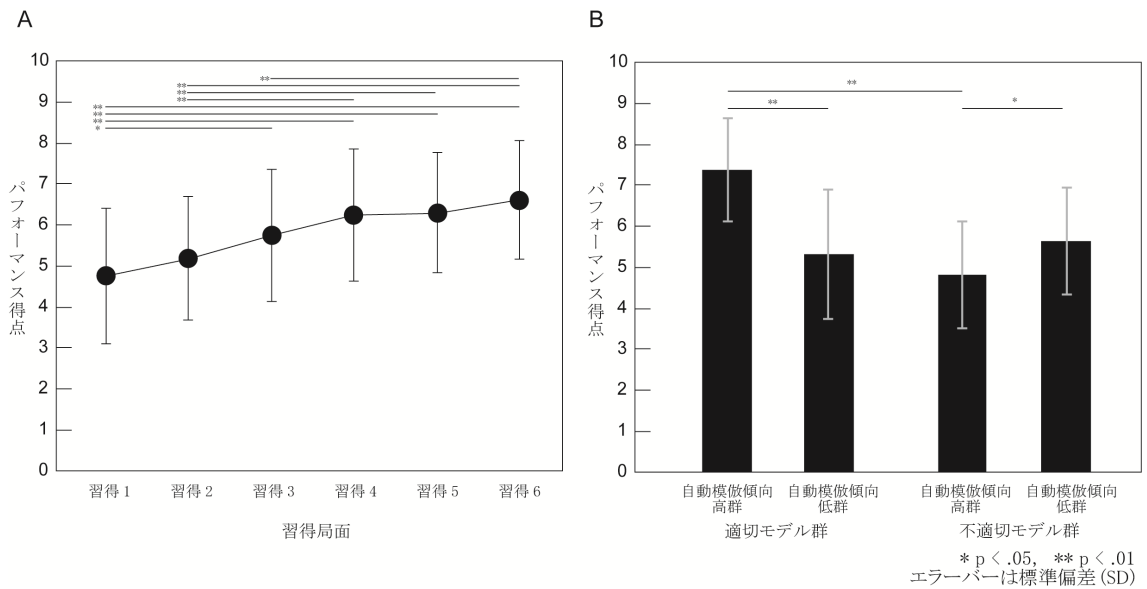 A
10
9
8
7
6
5
4
3
2
1
0
パフォーマンス得点
**
**
**
**
**
**
**
*
習得 1
習得 2
習得 3
習得 4
習得 5
習得 6
習得局面
B
10
9
8
7
6
5
4
3
2
1
0
パフォーマンス得点
**
**
*
自動模倣傾向
高群
自動模倣傾向
低群
自動模倣傾向
高群
自動模倣傾向
低群
適切モデル群
不適切モデル群
* p < .05, ** p < .01
エラーバーは標準偏差 (SD)